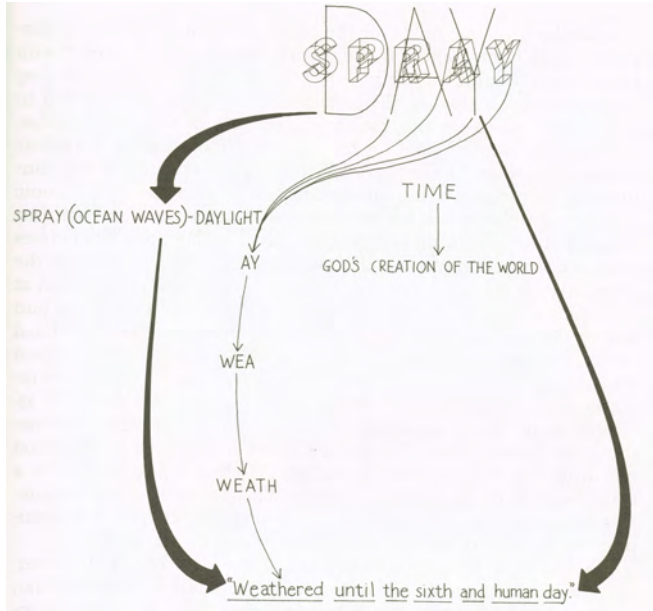 DAY
SPRAY
TIME
SPRAY (OCEAN WAVES)-DAYLIGHT
AY
GOD'S CREATION OF THE WORLD
WEA
WEATH
"Weathered until the sixth and human day."